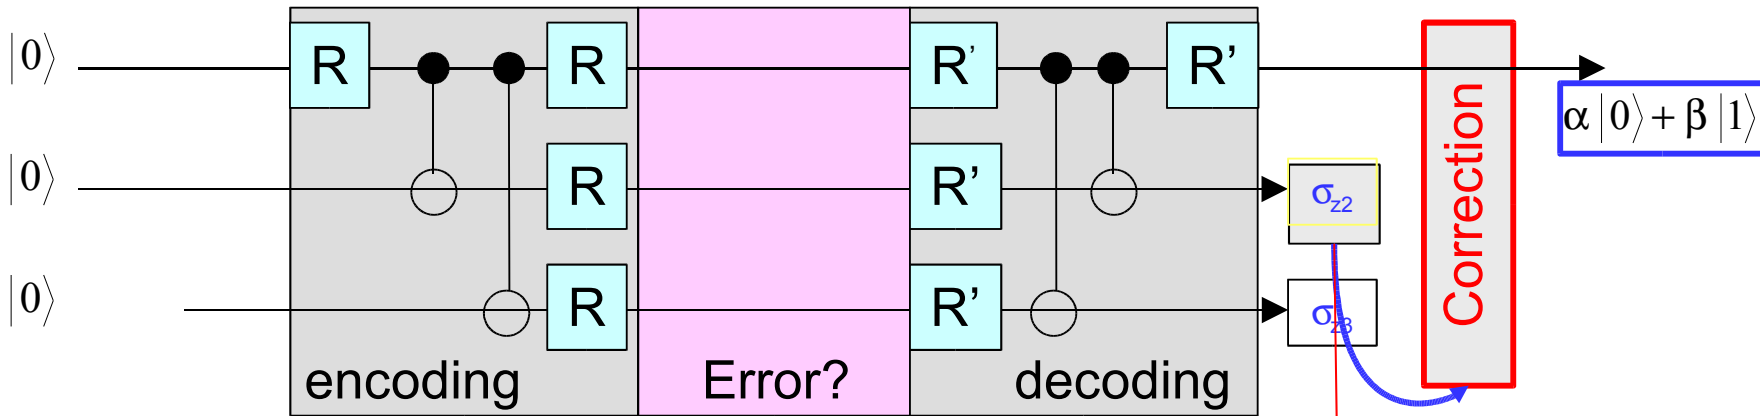 |0⟩ R R R’ R’
α|0⟩ + β|1⟩
|0⟩ R R’ σz2
|0⟩ R R’ σz3
Correction
encoding Error? decoding